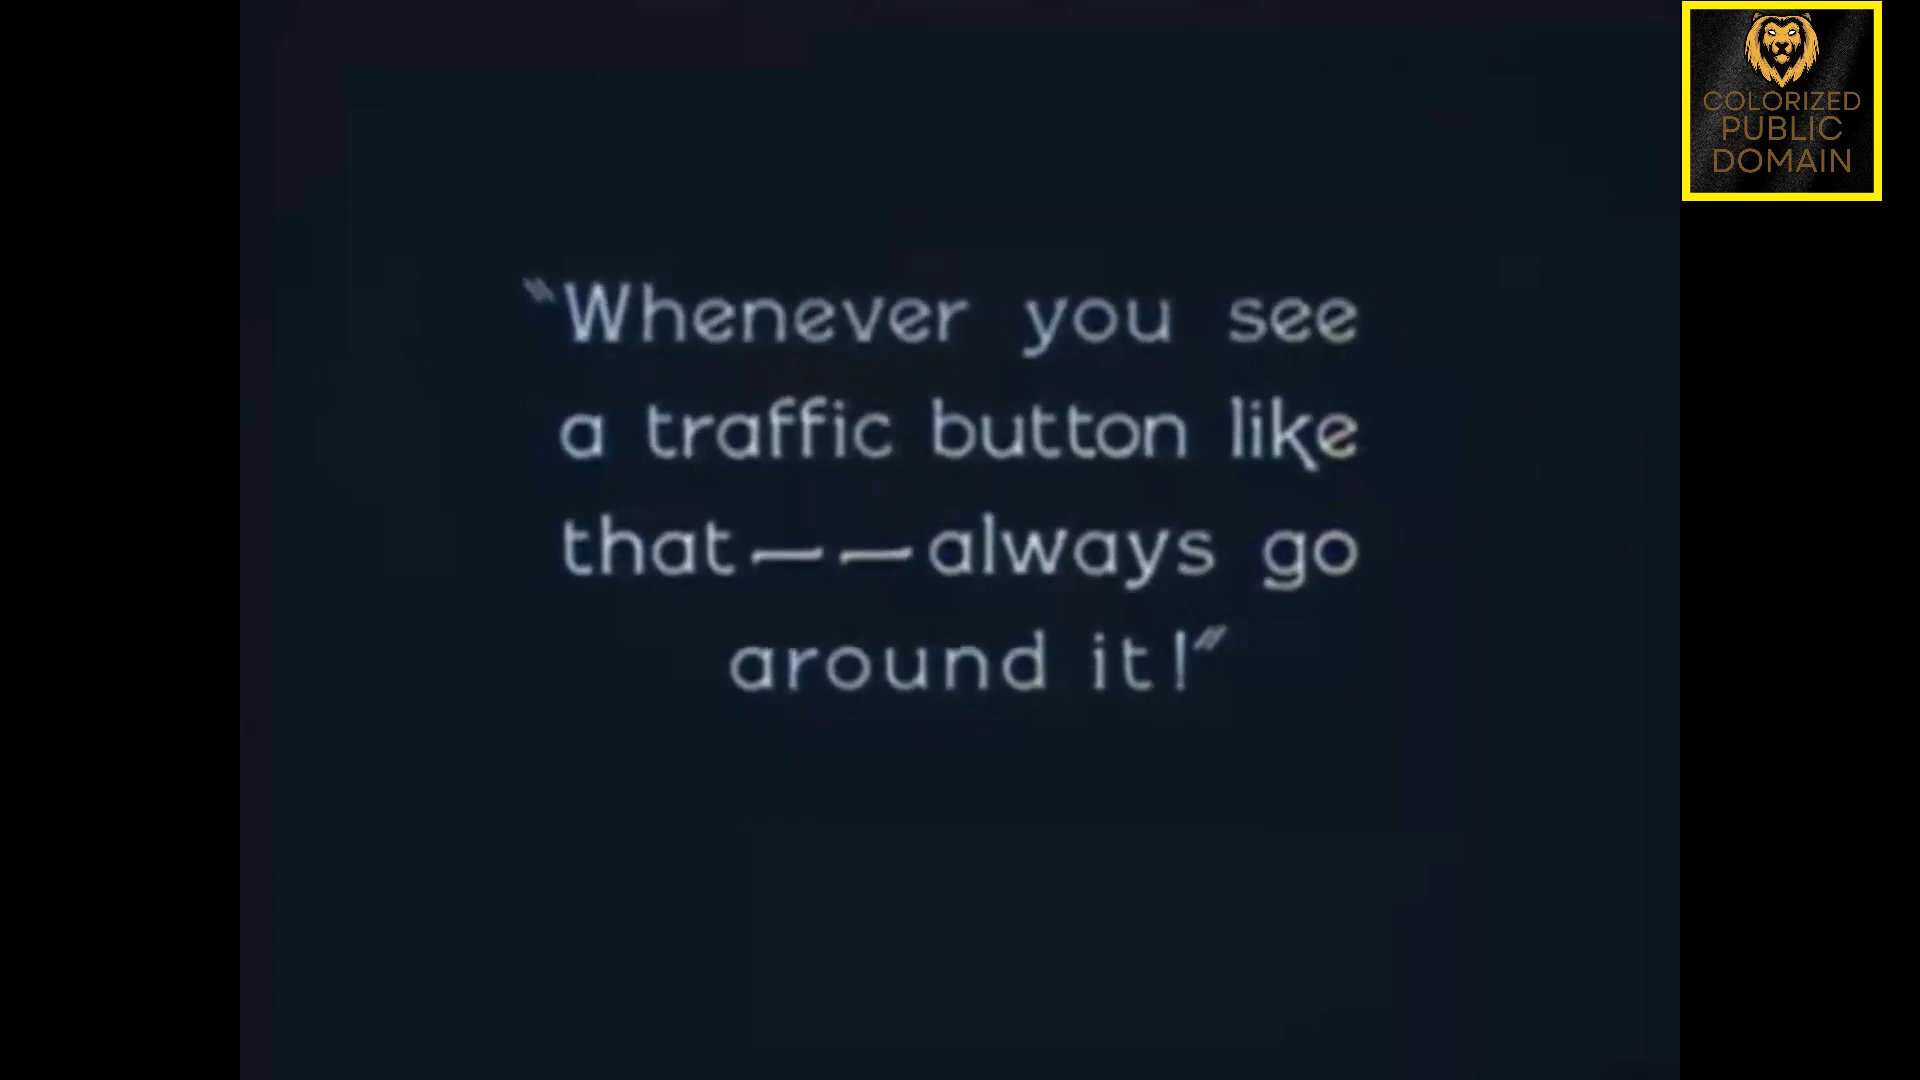 COLORIZED
PUBLIC
DOMAIN
"Whenever you see
a traffic button like
that——always go
around it!"